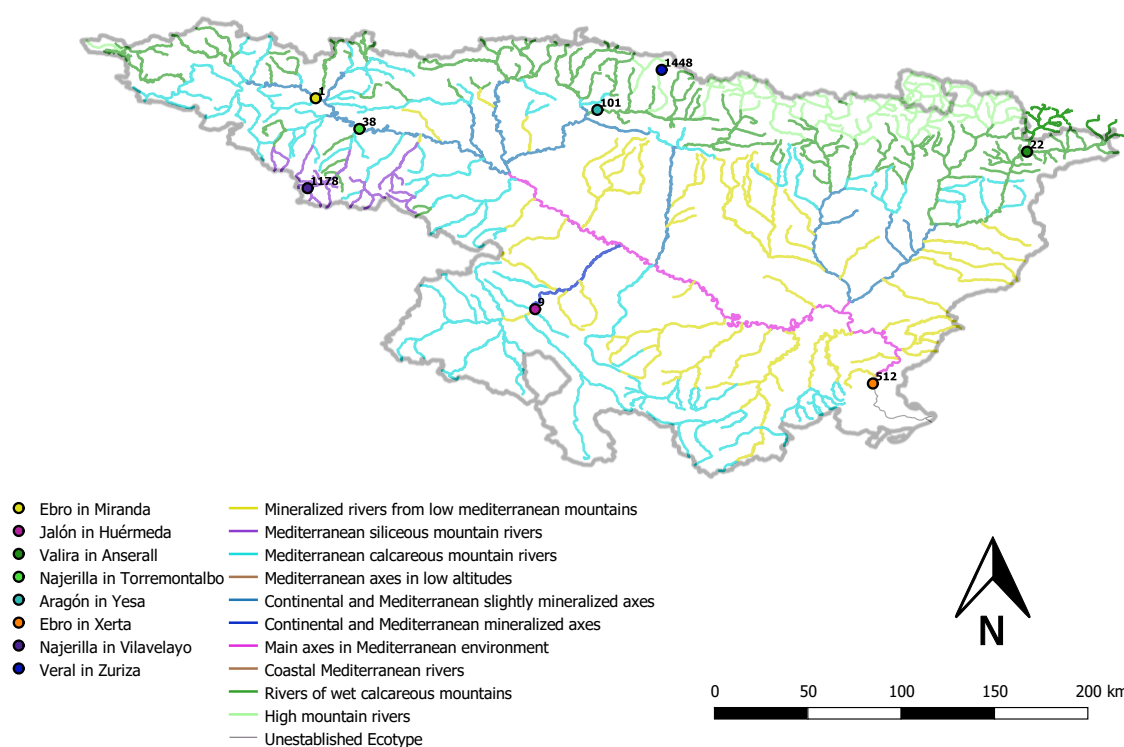 1448
1
101
38
22
1178
9
512
Ebro in Miranda
Jalón in Huérmeda
Valira in Anserall
Najerilla in Torremontalbo
Aragón in Yesa
Ebro in Xerta
Najerilla in Vilavelayo
Veral in Zuriza
Mineralized rivers from low mediterranean mountains
Mediterranean siliceous mountain rivers
Mediterranean calcareous mountain rivers
Mediterranean axes in low altitudes
Continental and Mediterranean slightly mineralized axes
Continental and Mediterranean mineralized axes
Main axes in Mediterranean environment
Coastal Mediterranean rivers
Rivers of wet calcareous mountains
High mountain rivers
Unestablished Ecotype
N
0 50 100 150 200 km